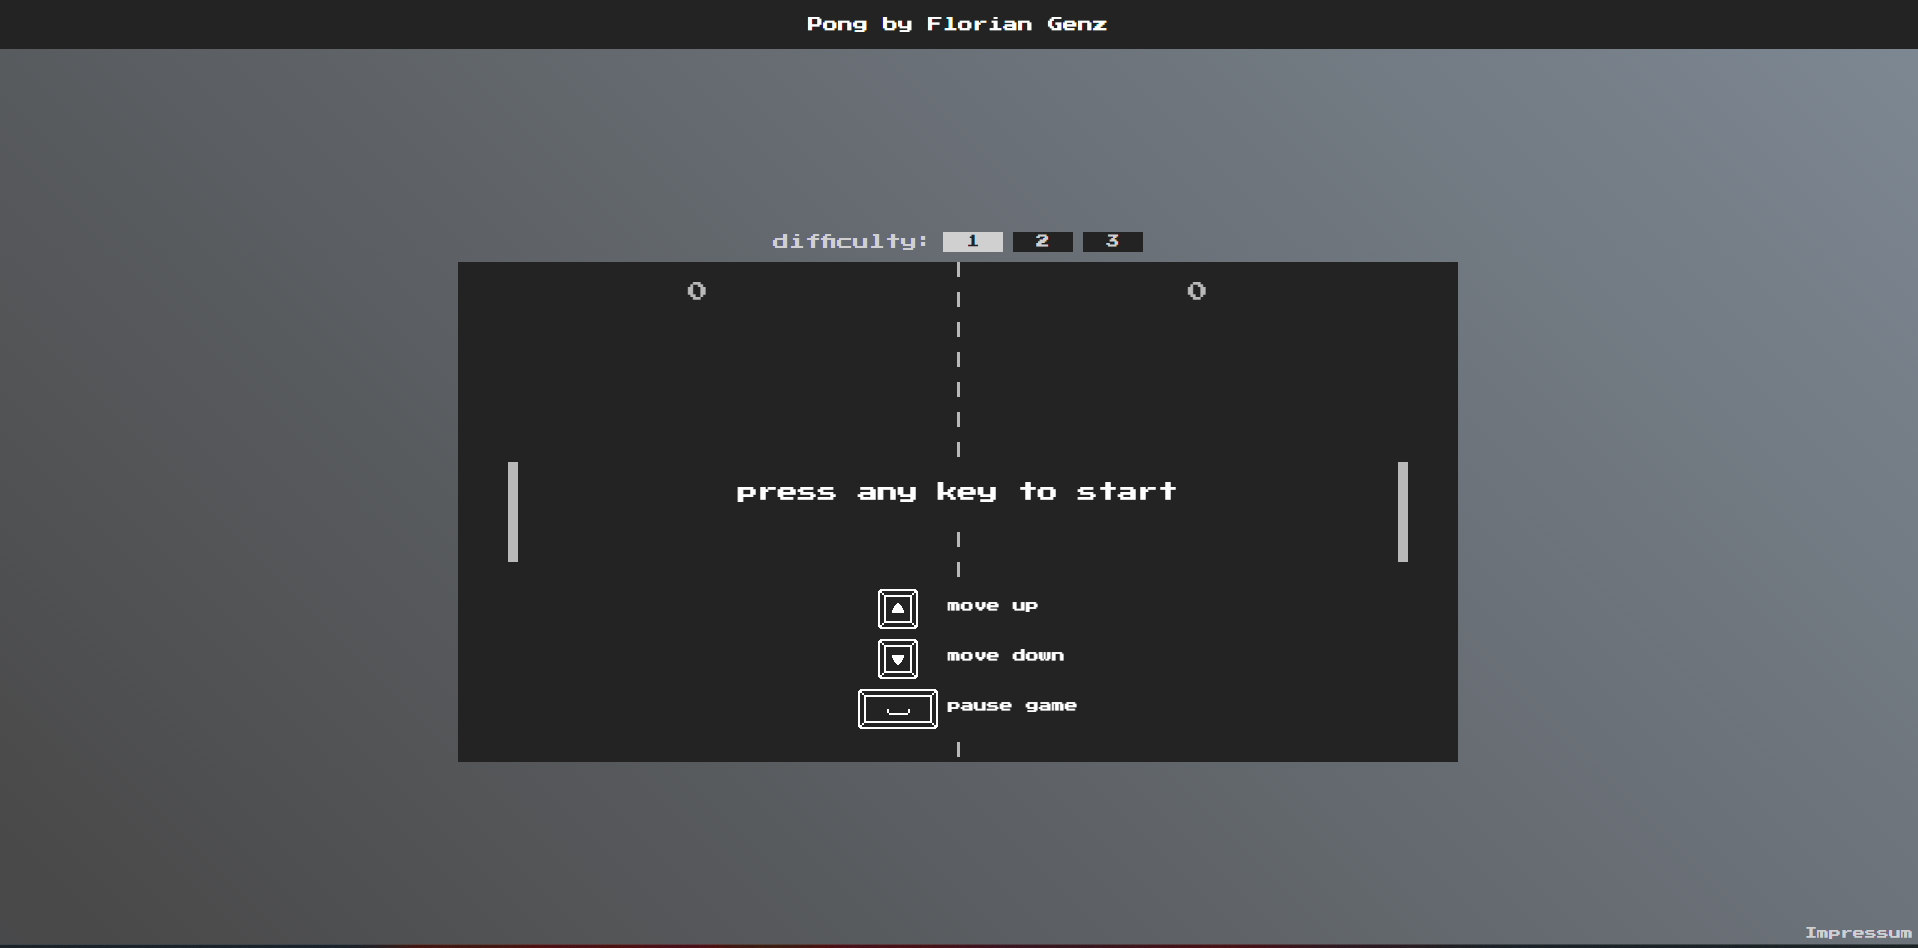 Pong by Florian Genz
difficulty: 1 2 3
0 0
press any key to start
move up
move down
pause game
Impressum